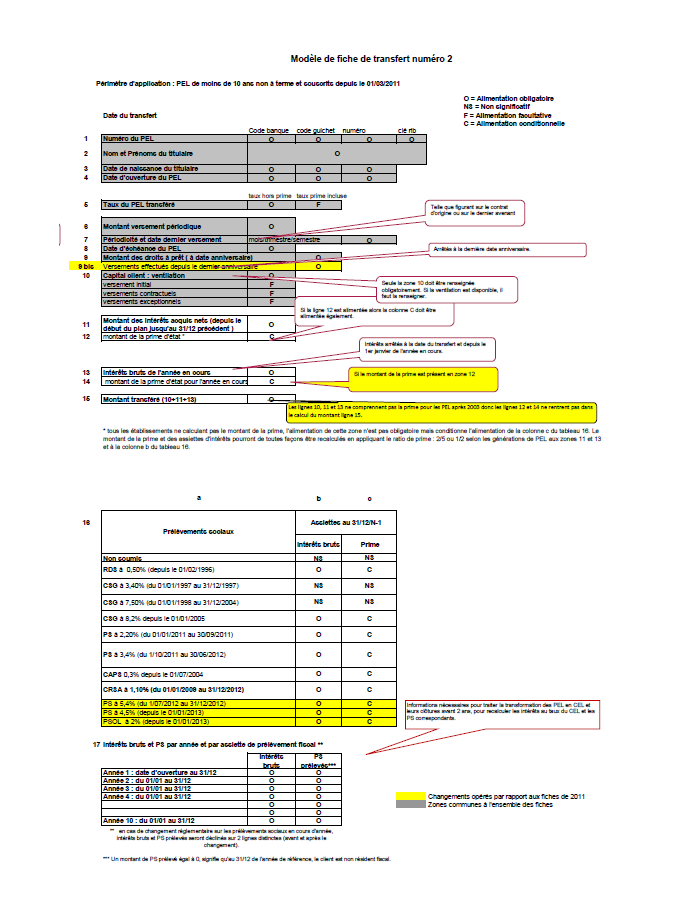 Modèle de fiche de transfert numéro 2
Périmètre d'application : PEL de moins de 10 ans non à terme et souscrits depuis le 01/03/2011
O = Alimentation obligatoire
NS = Non significatif
F = Alimentation facultative
C = Alimentation conditionnelle
Date du transfert
Code banque code guichet numéro clé rib
1 Numéro du PEL O O O O
2 Nom et Prénoms du titulaire O
3 Date de naissance du titulaire O O O
4 Date d'ouverture du PEL O O O
taux hors prime taux prime incluse
5 Taux du PEL transféré O F
Telle que figurant sur le contrat
d'origine ou sur le dernier avenant
6 Montant versement périodique O
7 Périodicité et date dernier versement mois/trimestre/semestre O
8 Date d'échéance du PEL O
Arrêtés à la dernière date anniversaire.
9 Montant des droits à prêt ( à date anniversaire) O
9 bis Versements effectués depuis le dernier anniversaire O
10 Capital client : ventilation O
versement initial F
versements contractuels F
versements exceptionnels F
Seule la zone 10 doit être renseignée
obligatoirement. Si la ventilation est disponible, il
faut la renseigner.
Si la ligne 12 est alimentée alors la colonne C doit être
alimentée également.
11 Montant des intérêts acquis nets (depuis le
début du plan jusqu'au 31/12 précédent ) O
12 montant de la prime d'état * C
Intérêts arrêtés à la date du transfert et depuis le
1er janvier de l'année en cours.
13 Intérêts bruts de l'année en cours O
14 montant de la prime d'état pour l'année en cours C
Si le montant de la prime est présent en zone 12
15 Montant transféré (10+11+13) O
Les lignes 10, 11 et 13 ne comprennent pas la prime pour les PEL après 2003 donc les lignes 12 et 14 ne rentrent pas dans
le calcul du montant ligne 15.
* tous les établissements ne calculant pas le montant de la prime, l'alimentation de cette zone n'est pas obligatoire mais conditionne l'alimentation de la colonne c du tableau 16. Le
montant de la prime et des assiettes d'intérêts pourront de toutes façons être recalculés en appliquant le ratio de prime : 2/5 ou 1/2 selon les générations de PEL aux zones 11 et 13
et à la colonne b du tableau 16.
a b c
16 Prélèvements sociaux Assiettes au 31/12/N-1
Intérêts bruts Prime
Non soumis NS NS
RDS à 0,50% (depuis le 01/02/1996) O C
CSG à 3,40% (du 01/01/1997 au 31/12/1997) NS NS
CSG à 7,50% (du 01/01/1998 au 31/12/2004) NS NS
CSG à 8,2% depuis le 01/01/2005 O C
PS à 2,20% (du 01/01/2011 au 30/09/2011) O C
PS à 3,4% (du 1/10/2011 au 30/06/2012) O C
CAPS 0,3% depuis le 01/07/2004 O C
CRSA à 1,10% (du 01/01/2009 au 31/12/2012) O C
PS à 5,4% (du 1/07/2012 au 31/12/2012) O C
PS à 4,5% (depuis le 01/01/2013) O C
PSOL à 2% (depuis le 01/01/2013) O C
Informations nécessaires pour traiter la transformation des PEL en CEL et
leurs clôtures avant 2 ans, pour recalculer les intérêts au taux du CEL et les
PS correspondants.
17 Intérêts bruts et PS par année et par assiette de prélèvement fiscal **
Intérêts
bruts
PS
prélevés***
Année 1 : date d'ouverture au 31/12 O O
Année 2 : du 01/01 au 31/12 O O
Année 3 : du 01/01 au 31/12 O O
Année 4 : du 01/01 au 31/12 O O
O O
O O
Année 10 : du 01/01 au 31/12 O O
Changements opérés par rapport aux fiches de 2011
Zones communes à l'ensemble des fiches
** en cas de changement réglementaire sur les prélèvements sociaux en cours d'année,
intérêts bruts et PS prélevés seront déclinés sur 2 lignes distinctes (avant et après le
changement).
*** Un montant de PS prélevé égal à 0, signifie qu'au 31/12 de l'année de référence, le client est non résident fiscal.